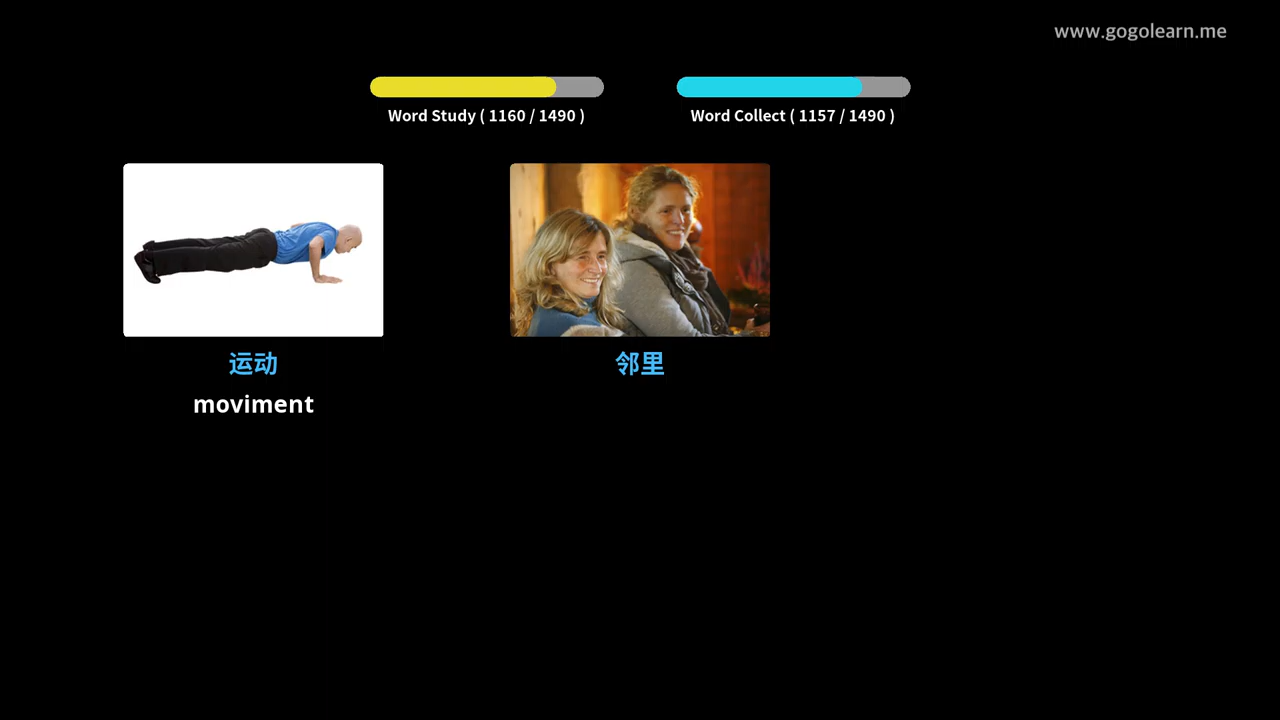 www.gogolearn.me
Word Study ( 1160 / 1490 )
Word Collect ( 1157 / 1490 )
运动
邻里
moviment